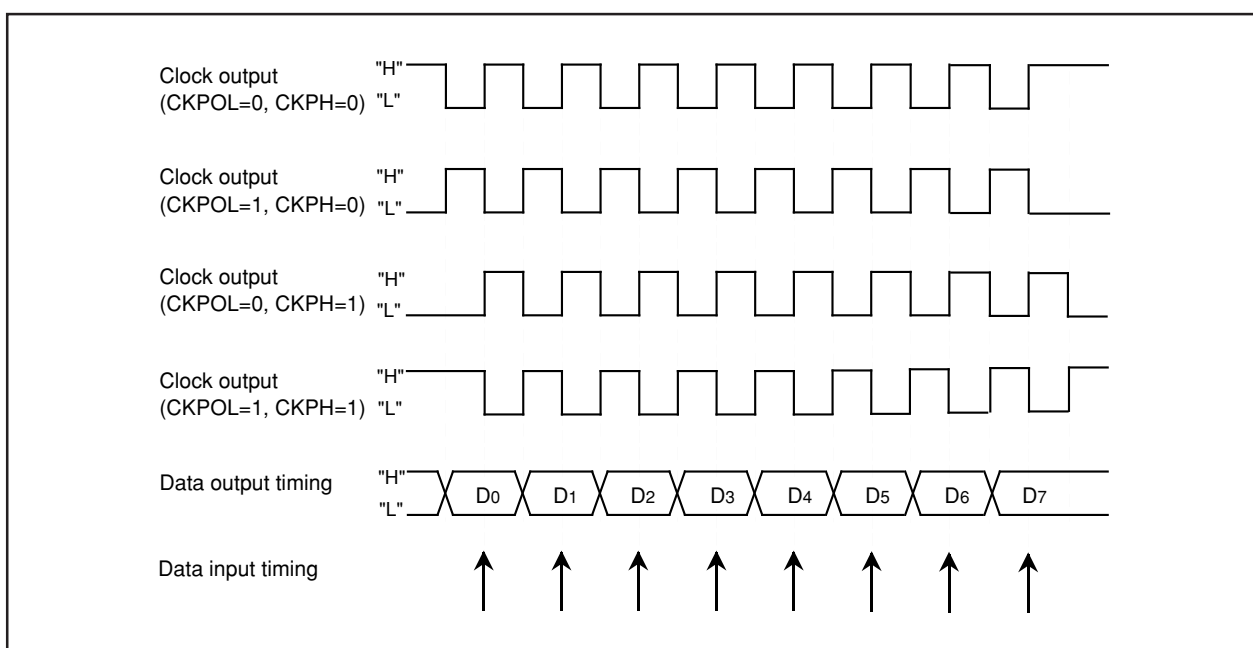 Clock output
(CKPOL=0, CKPH=0)
"H"
"L"
Clock output
(CKPOL=1, CKPH=0)
"H"
"L"
Clock output
(CKPOL=0, CKPH=1)
"H"
"L"
Clock output
(CKPOL=1, CKPH=1)
"H"
"L"
Data output timing
"H"
"L"
D0 D1 D2 D3 D4 D5 D6 D7
Data input timing